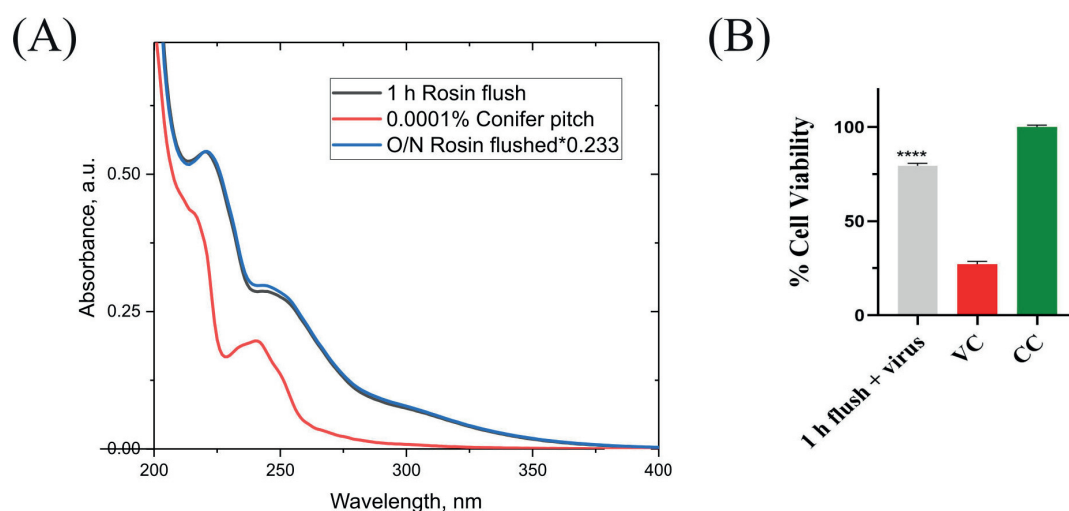 (A)
1 h Rosin flush
0.0001% Conifer pitch
O/N Rosin flushed*0.233
Absorbance, a.u.
0.50
0.25
0.00
200
250
300
350
400
Wavelength, nm
(B)
% Cell Viability
100
50
0
****
1 h flush + virus
VC
CC